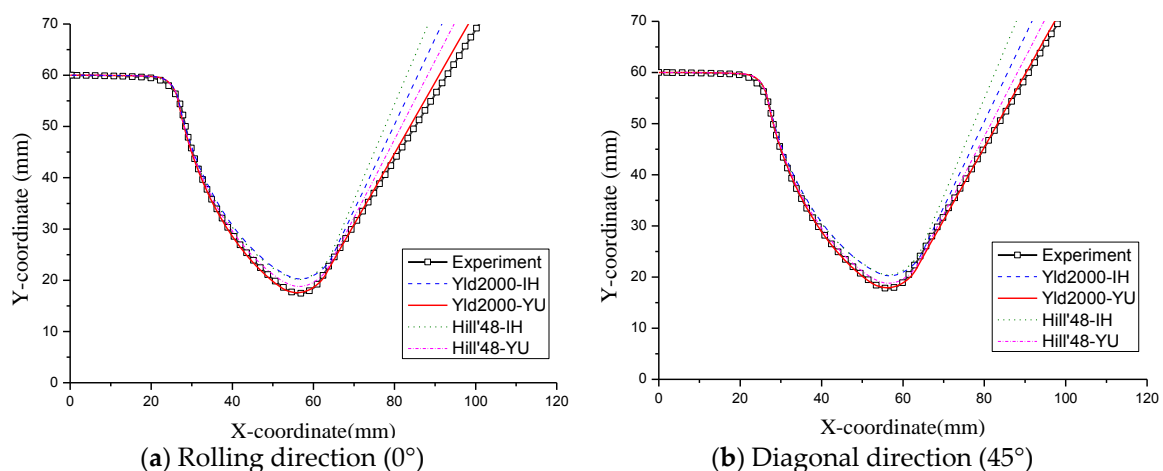 70
60
50
40
30
20
10
0
0 20 40 60 80 100 120
Y-coordinate (mm)
X-coordinate(mm)
Experiment
Yld2000-IH
Yld2000-YU
Hill'48-IH
Hill'48-YU
(a) Rolling direction (0°)
70
60
50
40
30
20
10
0
0 20 40 60 80 100 120
Y-coordinate (mm)
X-coordinate(mm)
Experiment
Yld2000-IH
Yld2000-YU
Hill'48-IH
Hill'48-YU
(b) Diagonal direction (45°)